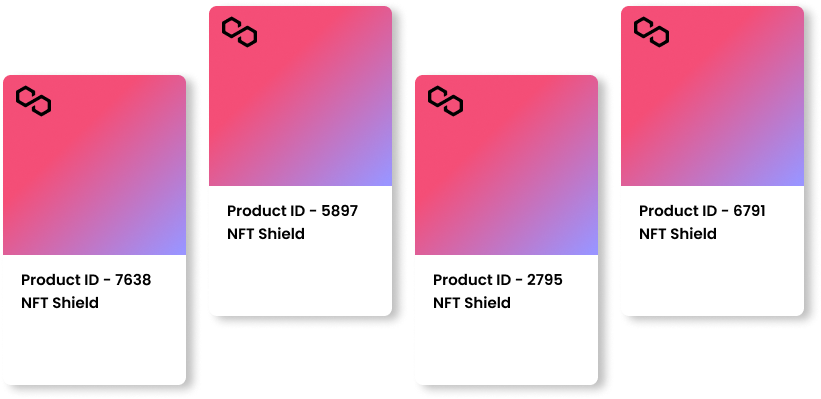 Product ID - 7638
NFT Shield
Product ID - 5897
NFT Shield
Product ID - 2795
NFT Shield
Product ID - 6791
NFT Shield